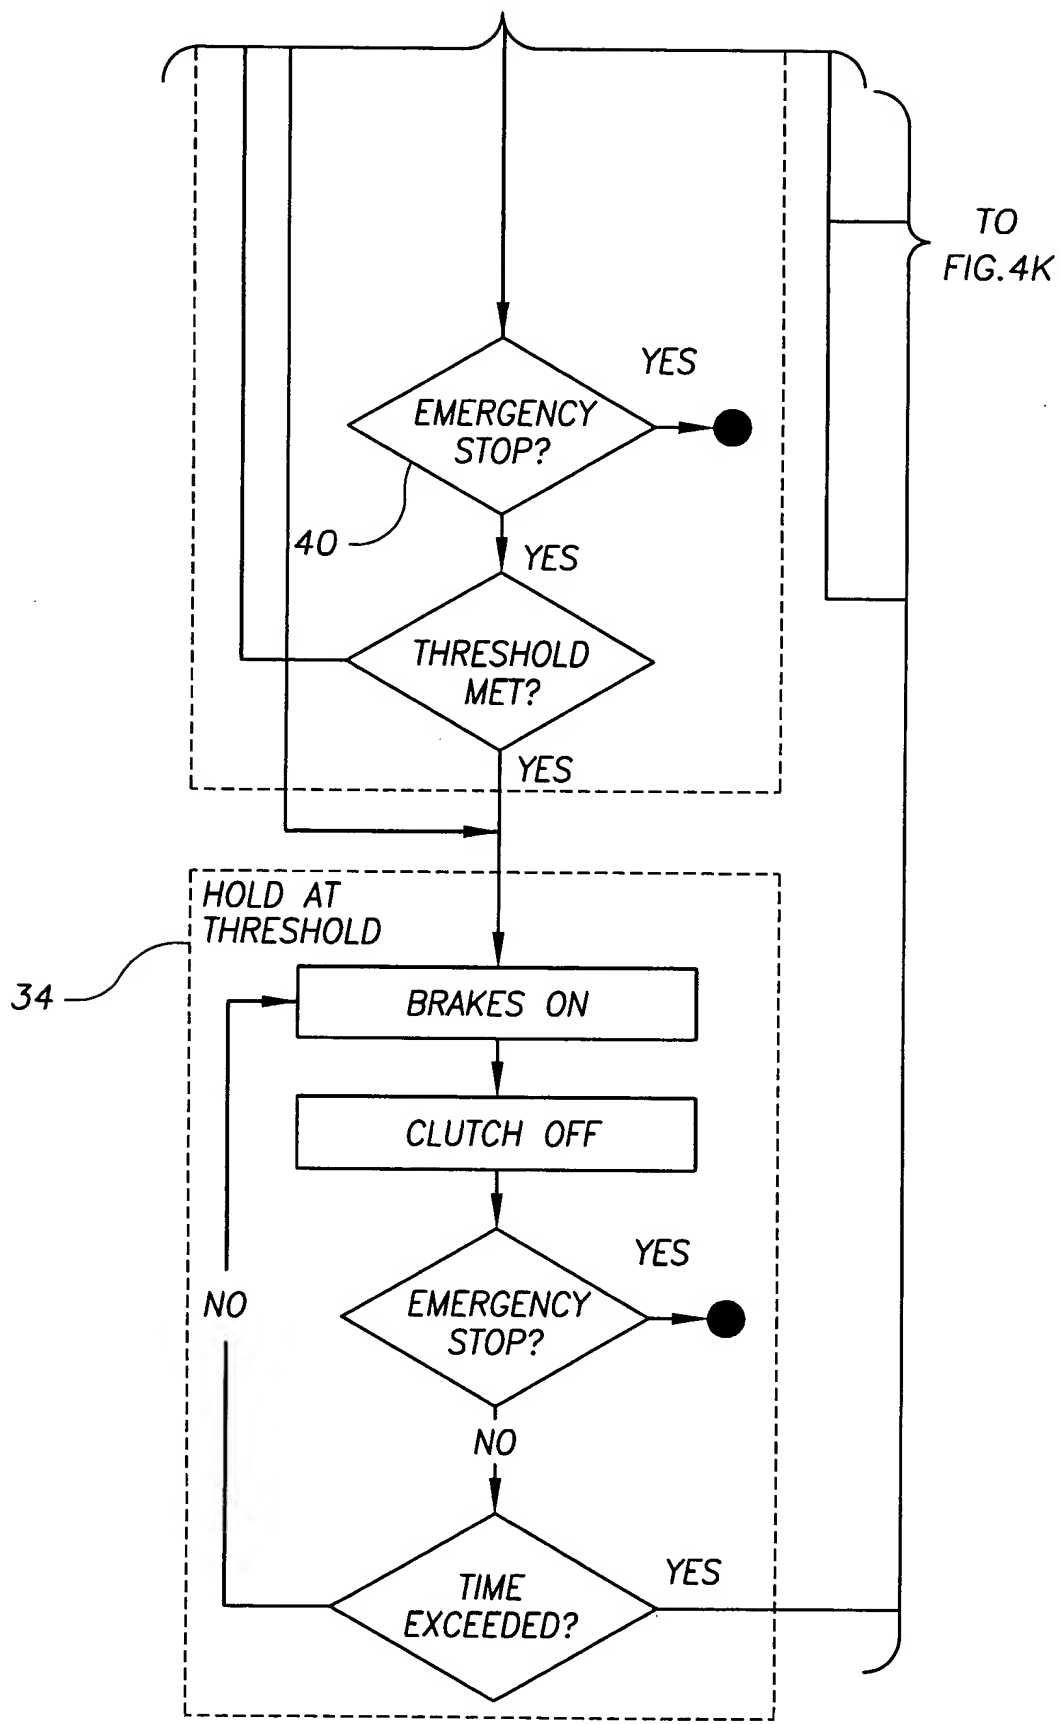 TO
FIG.4K
YES
EMERGENCY
STOP?
40
YES
THRESHOLD
MET?
YES
HOLD AT
THRESHOLD
34
BRAKES ON
CLUTCH OFF
YES
NO
EMERGENCY
STOP?
NO
YES
TIME
EXCEEDED?